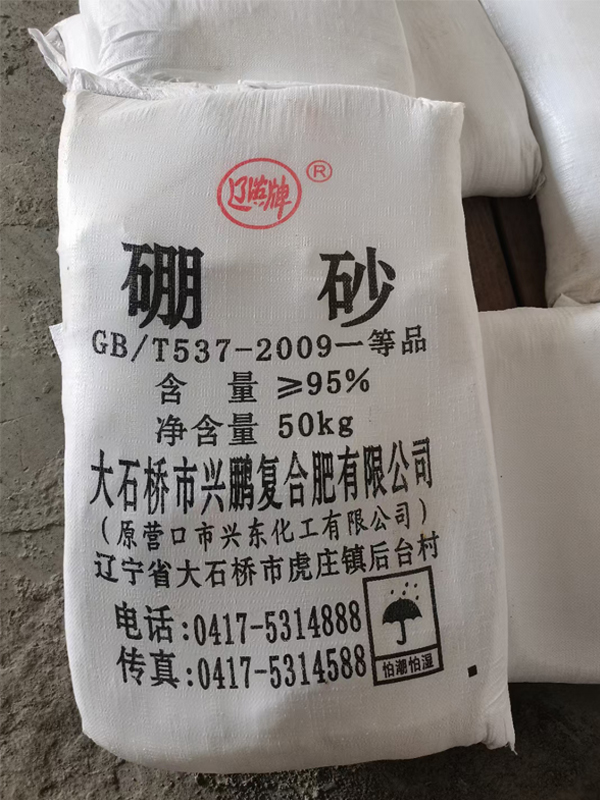 辽滨牌 ®
硼 砂
GB/T537-2009一等品
含 量 ≥95%
净含量 50kg
大石桥市兴鹏复合肥有限公司
（原营口市兴东化工有限公司）
辽宁省大石桥市虎庄镇后台村
电话:0417-5314888
传真:0417-5314588
怕潮怕湿